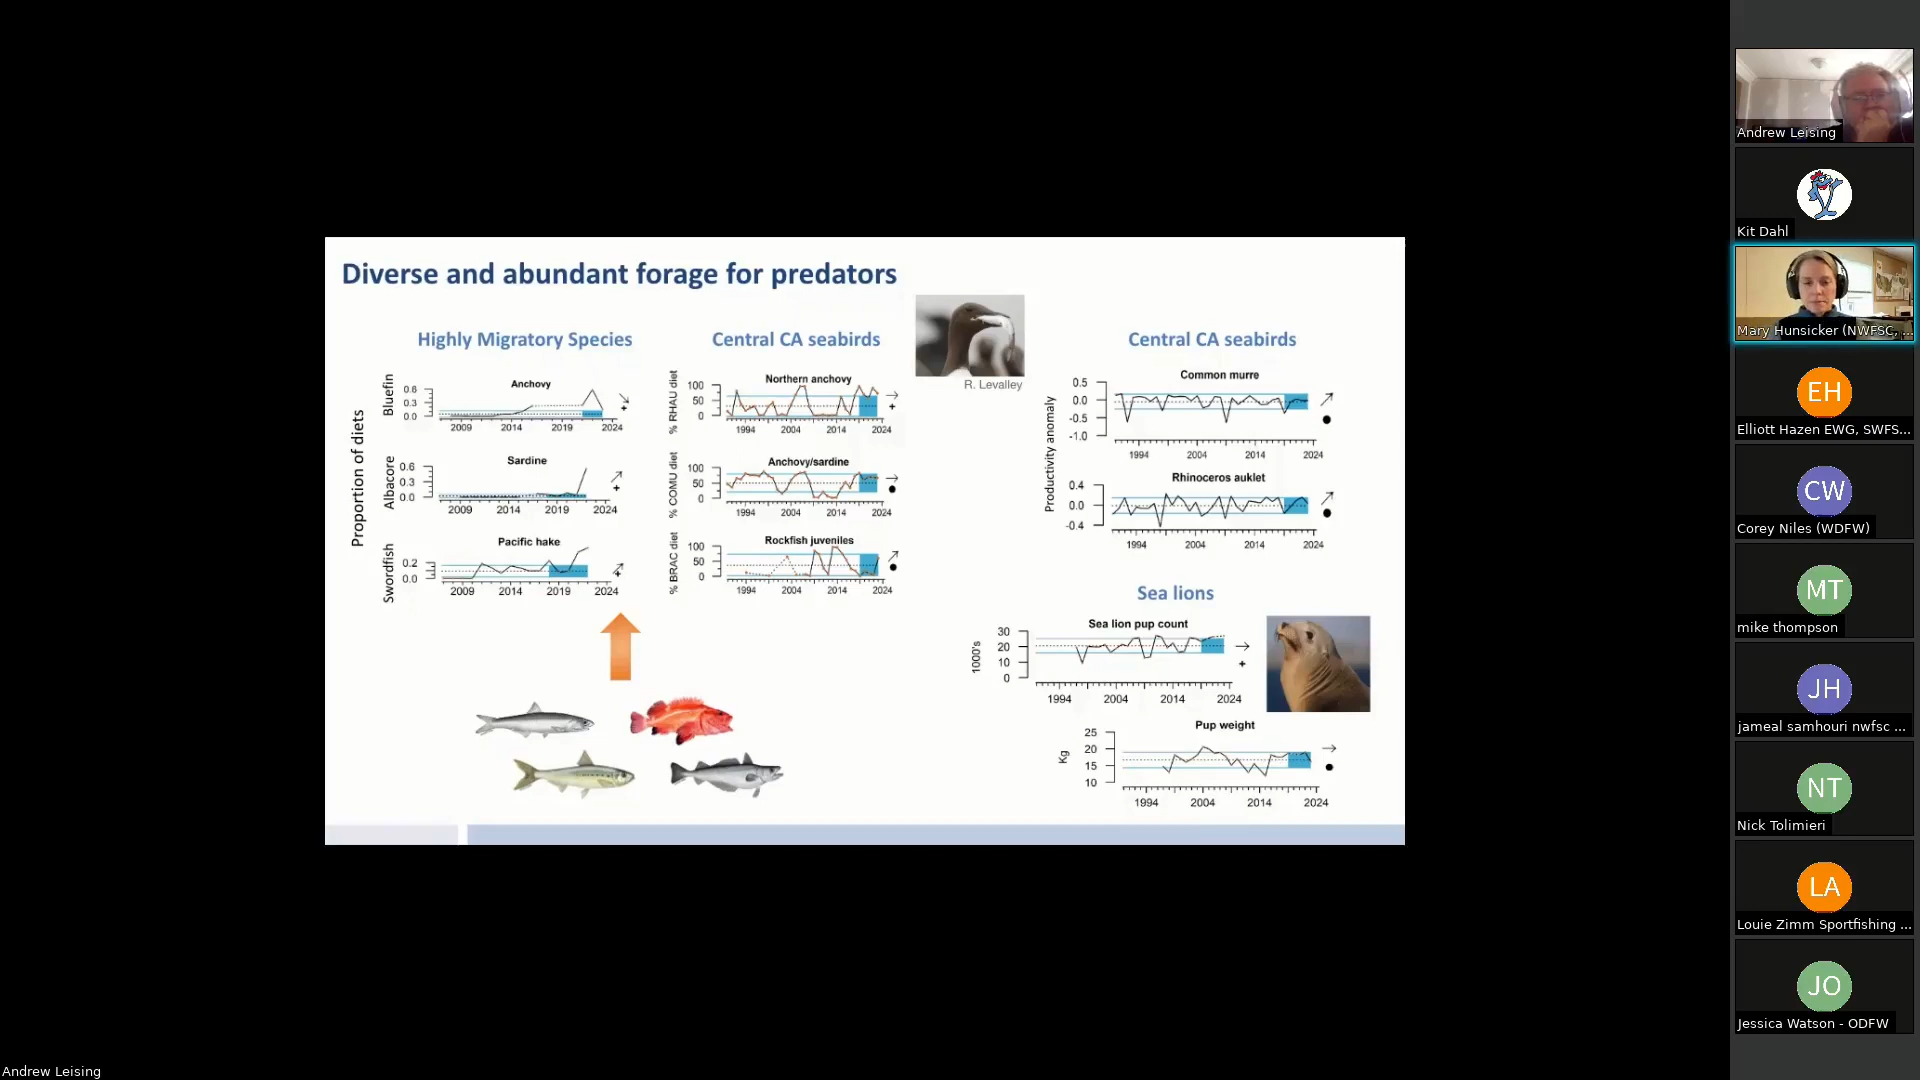 Diverse and abundant forage for predators
Highly Migratory Species
Proportion of diets
Bluefin
Anchovy
0.6
0.3
0.0
2009 2014 2019 2024
+
Albacore
Sardine
0.6
0.3
0.0
2009 2014 2019 2024
+
Swordfish
Pacific hake
0.2
0.0
2009 2014 2019 2024
+
Central CA seabirds
% RHAU diet
Northern anchovy
100
50
0
1994 2004 2014 2024
+
% COMU diet
Anchovy/sardine
100
50
0
1994 2004 2014 2024
% BRAC diet
Rockfish juveniles
100
50
0
1994 2004 2014 2024
R. Levalley
Central CA seabirds
Productivity anomaly
Common murre
0.5
0.0
-0.5
-1.0
1994 2004 2014 2024
Rhinoceros auklet
0.4
0.0
-0.4
1994 2004 2014 2024
Sea lions
Sea lion pup count
1000's
30
20
10
0
1994 2004 2014 2024
+
Pup weight
Kg
25
20
15
10
1994 2004 2014 2024
Andrew Leising
Kit Dahl
Mary Hunsicker (NWFSC, ...
EH
Elliott Hazen EWG, SWFS...
CW
Corey Niles (WDFW)
MT
mike thompson
JH
jameal samhouri nwfsc ...
NT
Nick Tolimieri
LA
Louie Zimm Sportfishing ...
JO
Jessica Watson - ODFW
Andrew Leising